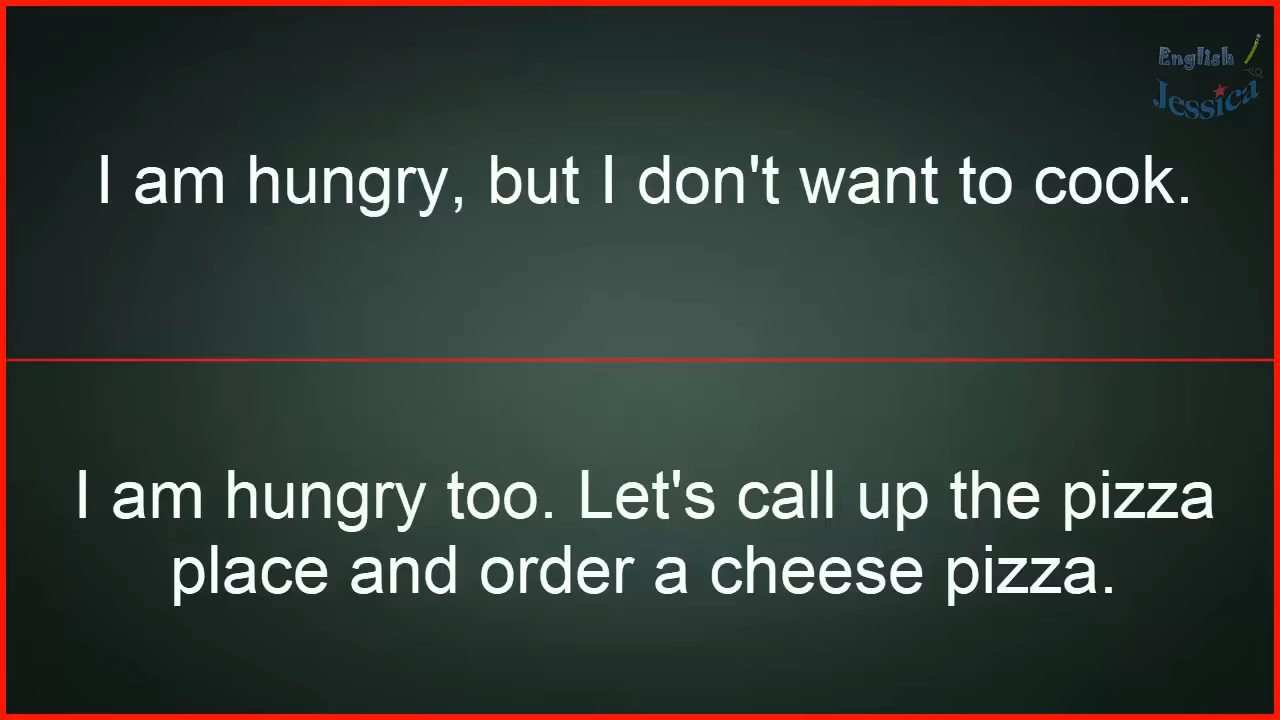 English
Jessica
I am hungry, but I don't want to cook.
I am hungry too. Let's call up the pizza
place and order a cheese pizza.